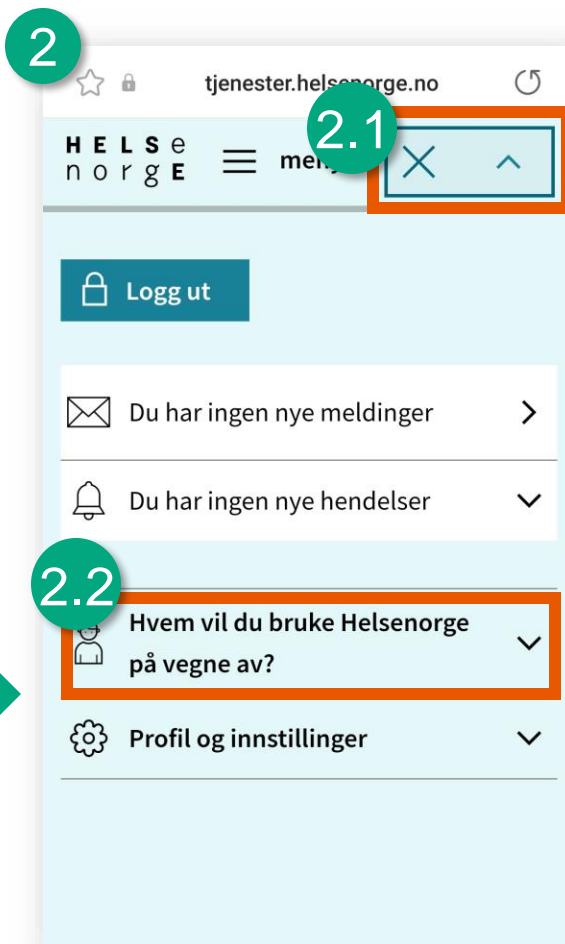 2
tjenester.helsenorge.no
2.1
HELSe
norgE
Logg ut
Du har ingen nye meldinger
Du har ingen nye hendelser
2.2
Hvem vil du bruke Helsenorge
på vegne av?
Profil og innstillinger